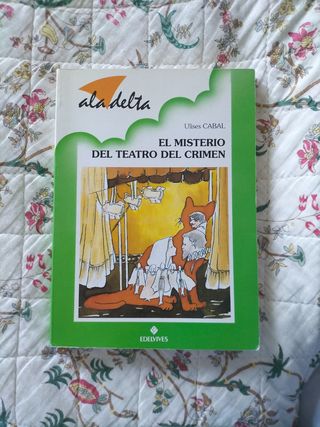 ala delta
Ulises CABAL
EL MISTERIO
DEL TEATRO DEL CRIMEN
EDELVIVES